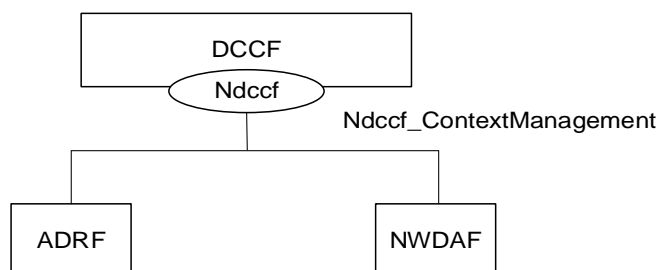 DCCF
Ndccf
Ndccf_ContextManagement
ADRF
NWDAF